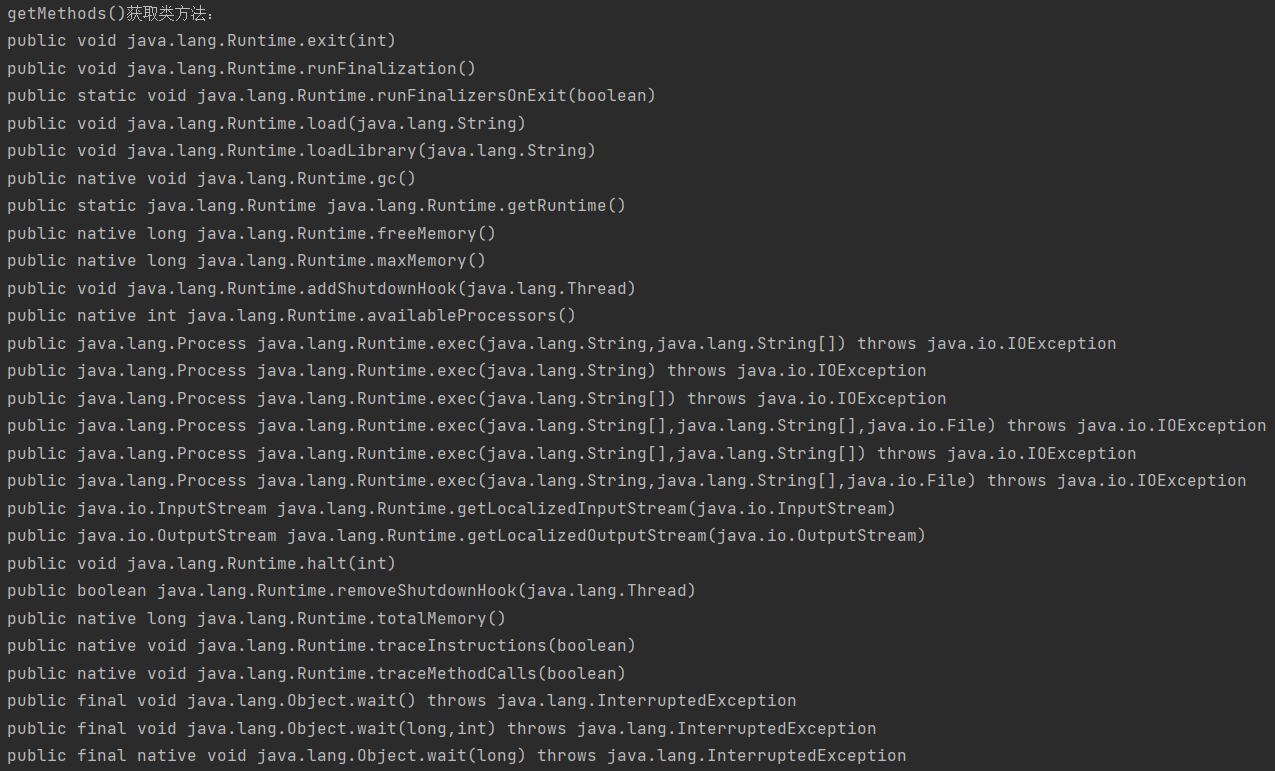 getMethods()获取类方法:
public void java.lang.Runtime.exit(int)
public void java.lang.Runtime.runFinalization()
public static void java.lang.Runtime.runFinalizersOnExit(boolean)
public void java.lang.Runtime.load(java.lang.String)
public void java.lang.Runtime.loadLibrary(java.lang.String)
public native void java.lang.Runtime.gc()
public static java.lang.Runtime java.lang.Runtime.getRuntime()
public native long java.lang.Runtime.freeMemory()
public native long java.lang.Runtime.maxMemory()
public void java.lang.Runtime.addShutdownHook(java.lang.Thread)
public native int java.lang.Runtime.availableProcessors()
public java.lang.Process java.lang.Runtime.exec(java.lang.String,java.lang.String[]) throws java.io.IOException
public java.lang.Process java.lang.Runtime.exec(java.lang.String) throws java.io.IOException
public java.lang.Process java.lang.Runtime.exec(java.lang.String[]) throws java.io.IOException
public java.lang.Process java.lang.Runtime.exec(java.lang.String[],java.lang.String[],java.io.File) throws java.io.IOException
public java.lang.Process java.lang.Runtime.exec(java.lang.String[],java.lang.String[]) throws java.io.IOException
public java.lang.Process java.lang.Runtime.exec(java.lang.String,java.lang.String[],java.io.File) throws java.io.IOException
public java.io.InputStream java.lang.Runtime.getLocalizedInputStream(java.io.InputStream)
public java.io.OutputStream java.lang.Runtime.getLocalizedOutputStream(java.io.OutputStream)
public void java.lang.Runtime.halt(int)
public boolean java.lang.Runtime.removeShutdownHook(java.lang.Thread)
public native long java.lang.Runtime.totalMemory()
public native void java.lang.Runtime.traceInstructions(boolean)
public native void java.lang.Runtime.traceMethodCalls(boolean)
public final void java.lang.Object.wait() throws java.lang.InterruptedException
public final void java.lang.Object.wait(long,int) throws java.lang.InterruptedException
public final native void java.lang.Object.wait(long) throws java.lang.InterruptedException